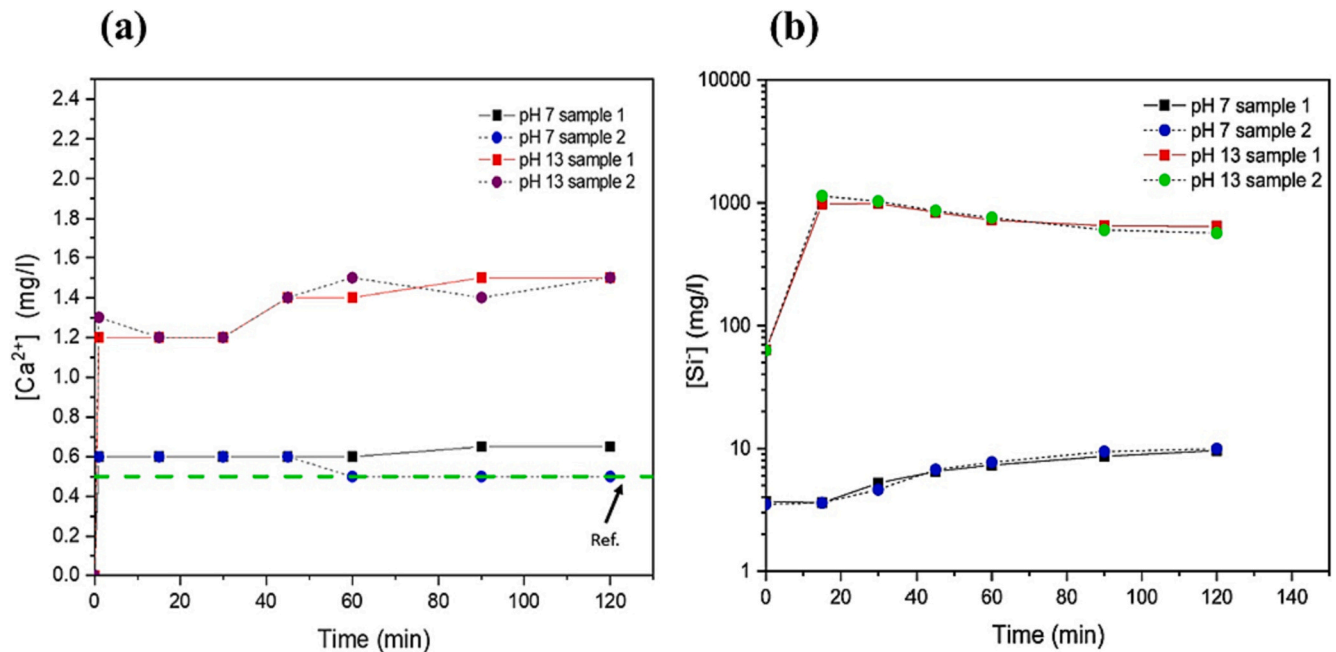 (a)
2.4
2.2
2.0
1.8
1.6
1.4
1.2
1.0
0.8
0.6
0.4
0.2
0.0
[Ca²⁺] (mg/l)
pH 7 sample 1
pH 7 sample 2
pH 13 sample 1
pH 13 sample 2
Ref.
0 20 40 60 80 100 120
Time (min)
(b)
10000
1000
100
10
1
[Si⁻] (mg/l)
pH 7 sample 1
pH 7 sample 2
pH 13 sample 1
pH 13 sample 2
0 20 40 60 80 100 120 140
Time (min)